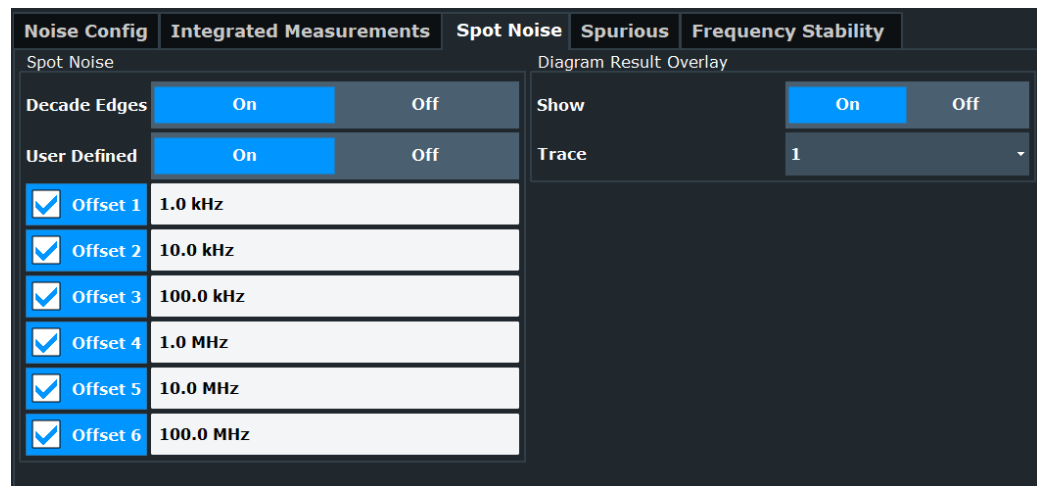 Noise Config Integrated Measurements Spot Noise Spurious Frequency Stability
Spot Noise
Decade Edges On Off
User Defined On Off
Offset 1 1.0 kHz
Offset 2 10.0 kHz
Offset 3 100.0 kHz
Offset 4 1.0 MHz
Offset 5 10.0 MHz
Offset 6 100.0 MHz
Diagram Result Overlay
Show On Off
Trace 1